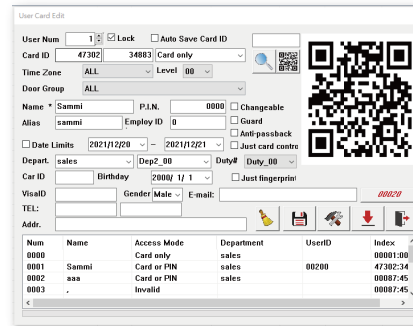 User Card Edit
User Num 1 Lock Auto Save Card ID
Card ID 47302 34883 Card only
Time Zone ALL Level 00
Door Group ALL
Name * Sammi P.I.N. 0000 Changeable
Alias sammi Employ ID 0 Guard
Anti-passback
Date Limits 2021/12/20 ~ 2021/12/21 Just card contro
Depart. sales Dep2_00 Duty# Duty_00
Car ID Birthday 2000/ 1/ 1 Just fingerprint
VisaID Gender Male E-mail: 00020
TEL:
Addr.
Num Name Access Mode Department UserID Index
0000 Card only sales 00001:00
0001 Sammi Card or PIN sales 00200 47302:34
0002 aaa Card or PIN sales 00087:45
0003 , Invalid 00087:45